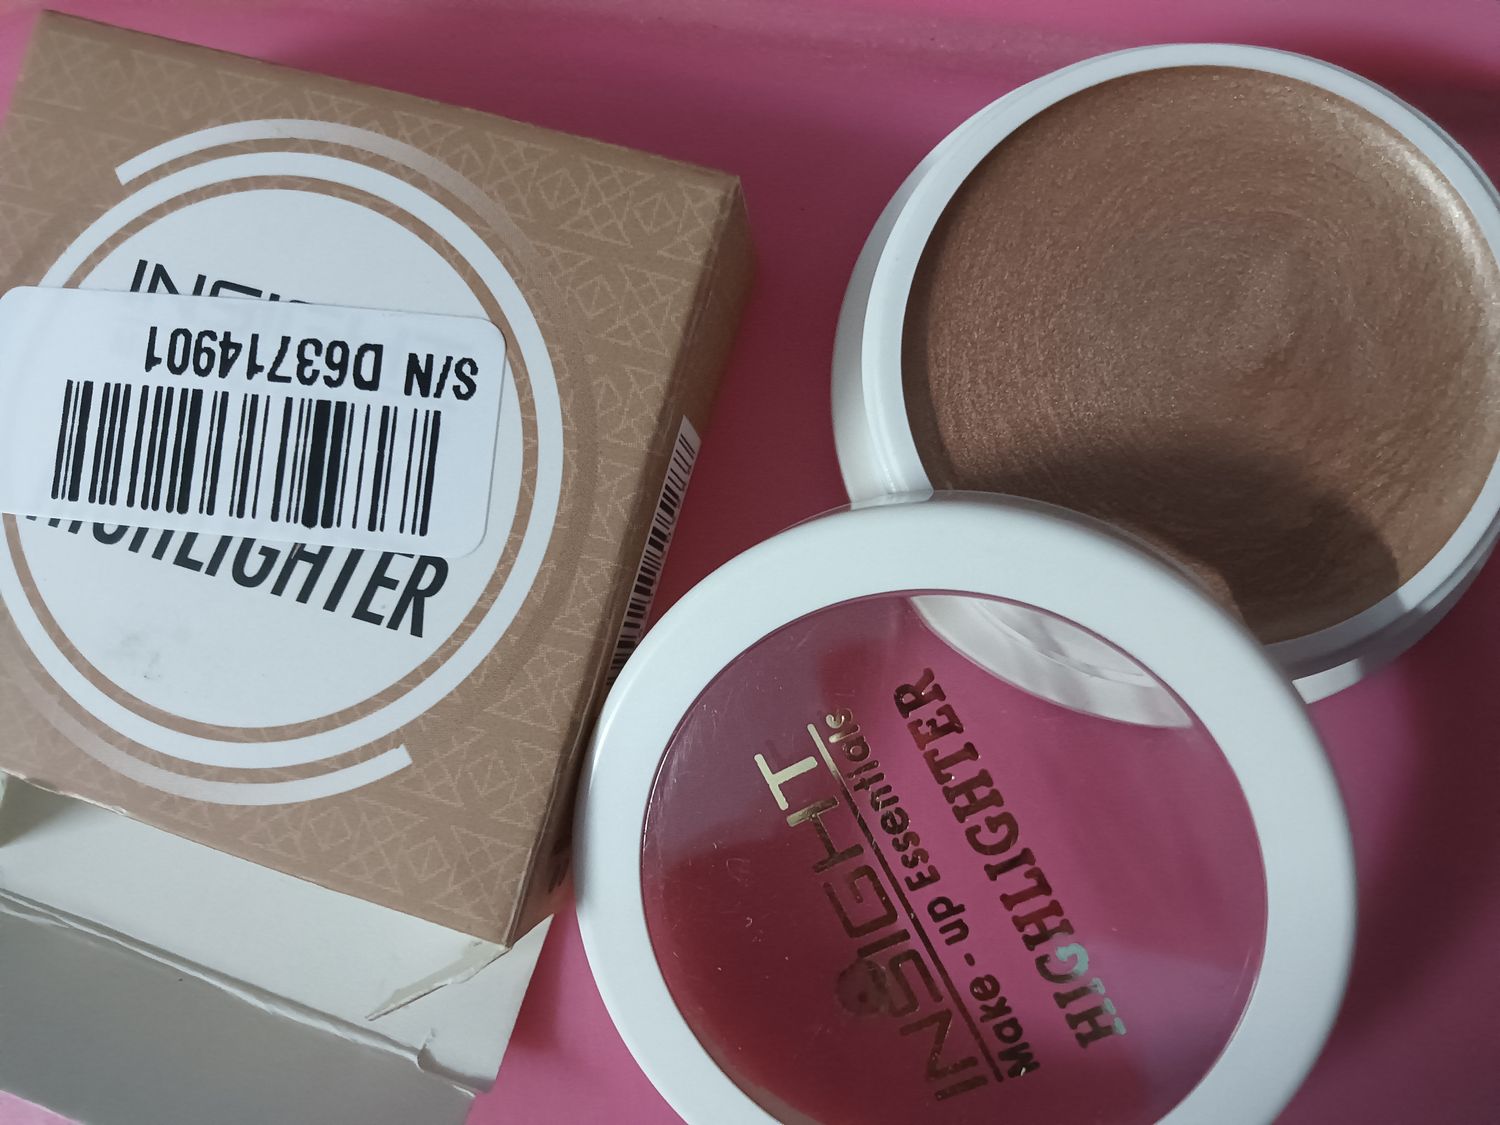 S/N D63714901
HIGHLIGHTER
INSIGHT
Make - up Essentials
HIGHLIGHTER